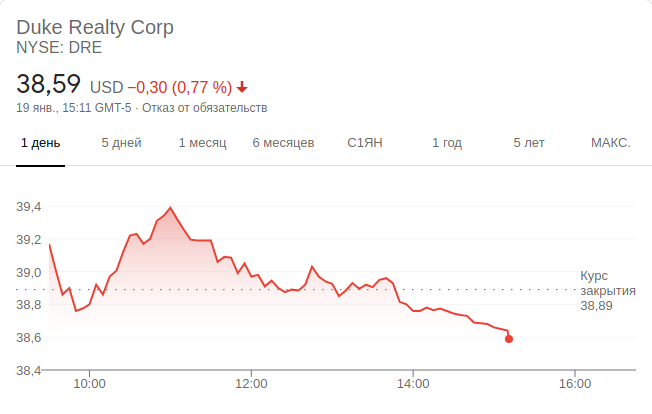 Duke Realty Corp
NYSE: DRE
38,59 USD −0,30 (0,77 %)
19 янв., 15:11 GMT-5 · Отказ от обязательств
1 день 5 дней 1 месяц 6 месяцев С1ЯН 1 год 5 лет МАКС.
39,4
39,2
39,0
38,8
38,6
38,4
Курс
закрытия
38,89
10:00 12:00 14:00 16:00